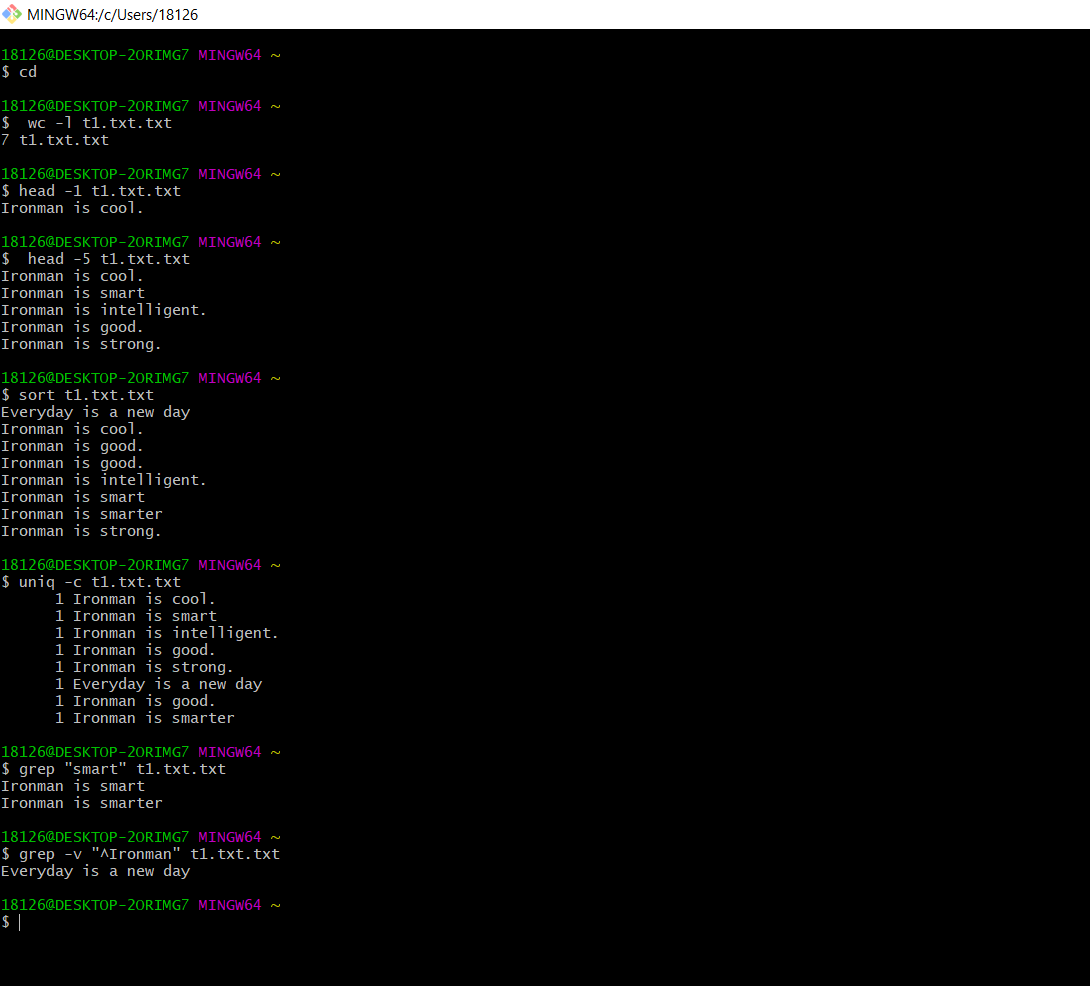 MINGW64:/c/Users/18126
18126@DESKTOP-2ORIMG7 MINGW64 ~
$ cd
18126@DESKTOP-2ORIMG7 MINGW64 ~
$  wc -l t1.txt.txt
7 t1.txt.txt
18126@DESKTOP-2ORIMG7 MINGW64 ~
$ head -1 t1.txt.txt
Ironman is cool.
18126@DESKTOP-2ORIMG7 MINGW64 ~
$  head -5 t1.txt.txt
Ironman is cool.
Ironman is smart
Ironman is intelligent.
Ironman is good.
Ironman is strong.
18126@DESKTOP-2ORIMG7 MINGW64 ~
$ sort t1.txt.txt
Everyday is a new day
Ironman is cool.
Ironman is good.
Ironman is good.
Ironman is intelligent.
Ironman is smart
Ironman is smarter
Ironman is strong.
18126@DESKTOP-2ORIMG7 MINGW64 ~
$ uniq -c t1.txt.txt
      1 Ironman is cool.
      1 Ironman is smart
      1 Ironman is intelligent.
      1 Ironman is good.
      1 Ironman is strong.
      1 Everyday is a new day
      1 Ironman is good.
      1 Ironman is smarter
18126@DESKTOP-2ORIMG7 MINGW64 ~
$ grep "smart" t1.txt.txt
Ironman is smart
Ironman is smarter
18126@DESKTOP-2ORIMG7 MINGW64 ~
$ grep -v "^Ironman" t1.txt.txt
Everyday is a new day
18126@DESKTOP-2ORIMG7 MINGW64 ~
$